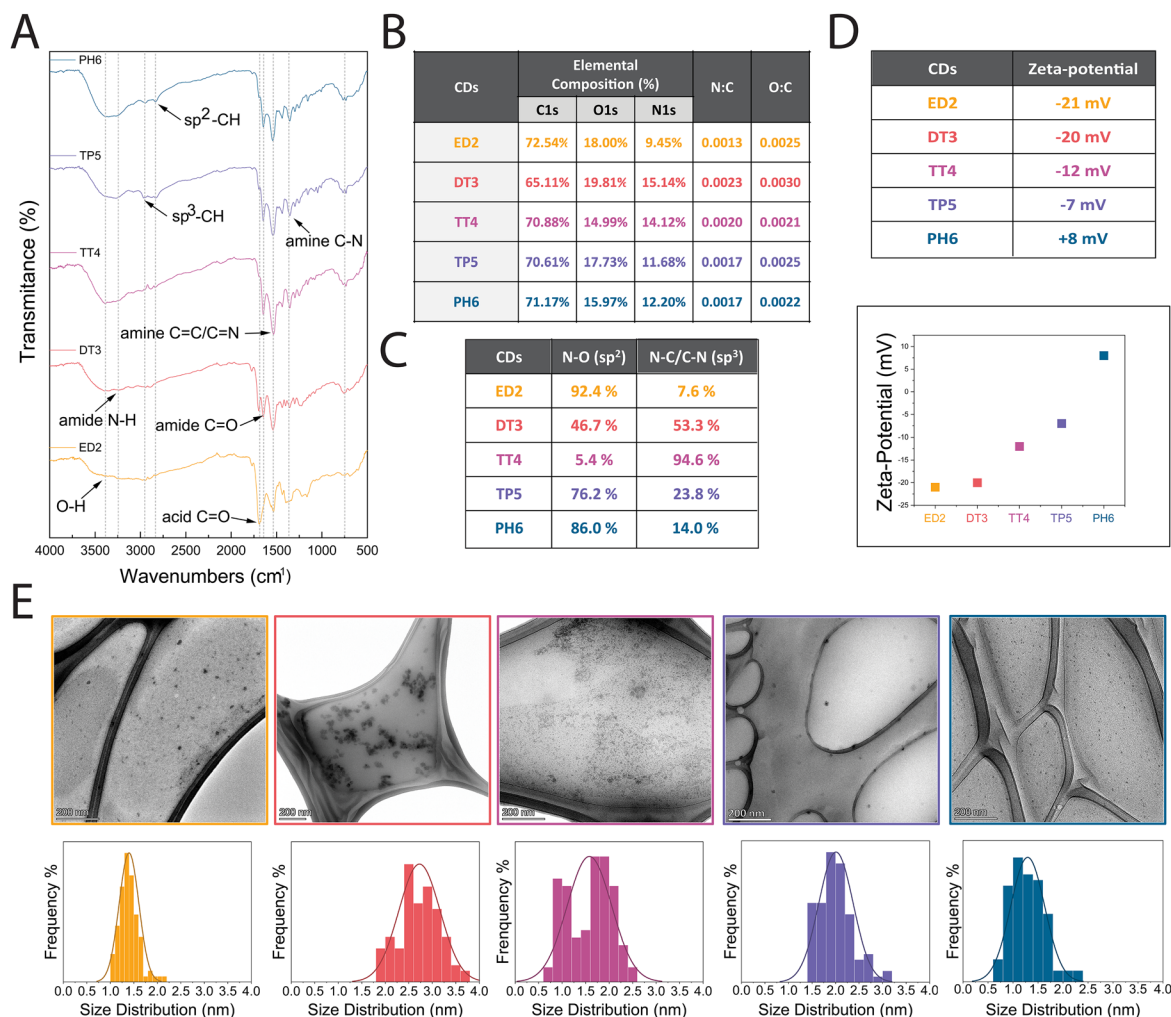 A
PH6
sp2-CH
TP5
sp3-CH
amine C-N
TT4
amine C=C/C=N
DT3
amide N-H
amide C=O
ED2
O-H
acid C=O
Transmitance (%)
4000 3500 3000 2500 2000 1500 1000 500
Wavenumbers (cm1)
B
CDs Elemental Composition (%) N:C O:C
C1s O1s N1s
ED2 72.54% 18.00% 9.45% 0.0013 0.0025
DT3 65.11% 19.81% 15.14% 0.0023 0.0030
TT4 70.88% 14.99% 14.12% 0.0020 0.0021
TP5 70.61% 17.73% 11.68% 0.0017 0.0025
PH6 71.17% 15.97% 12.20% 0.0017 0.0022
C
CDs N-O (sp2) N-C/C-N (sp3)
ED2 92.4 % 7.6 %
DT3 46.7 % 53.3 %
TT4 5.4 % 94.6 %
TP5 76.2 % 23.8 %
PH6 86.0 % 14.0 %
D
CDs Zeta-potential
ED2 -21 mV
DT3 -20 mV
TT4 -12 mV
TP5 -7 mV
PH6 +8 mV
Zeta-Potential (mV)
10
5
0
-5
-10
-15
-20
-25
ED2 DT3 TT4 TP5 PH6
E
200 nm
200 nm
200 nm
200 nm
200 nm
Frequency %
0.0 0.5 1.0 1.5 2.0 2.5 3.0 3.5 4.0
Size Distribution (nm)
Frequency %
0.0 0.5 1.0 1.5 2.0 2.5 3.0 3.5 4.0
Size Distribution (nm)
Frenquency %
0.0 0.5 1.0 1.5 2.0 2.5 3.0 3.5 4.0
Size Distribution (nm)
Frequency %
0.0 0.5 1.0 1.5 2.0 2.5 3.0 3.5 4.0
Size Distribution (nm)
Frequency %
0.0 0.5 1.0 1.5 2.0 2.5 3.0 3.5 4.0
Size Distribution (nm)